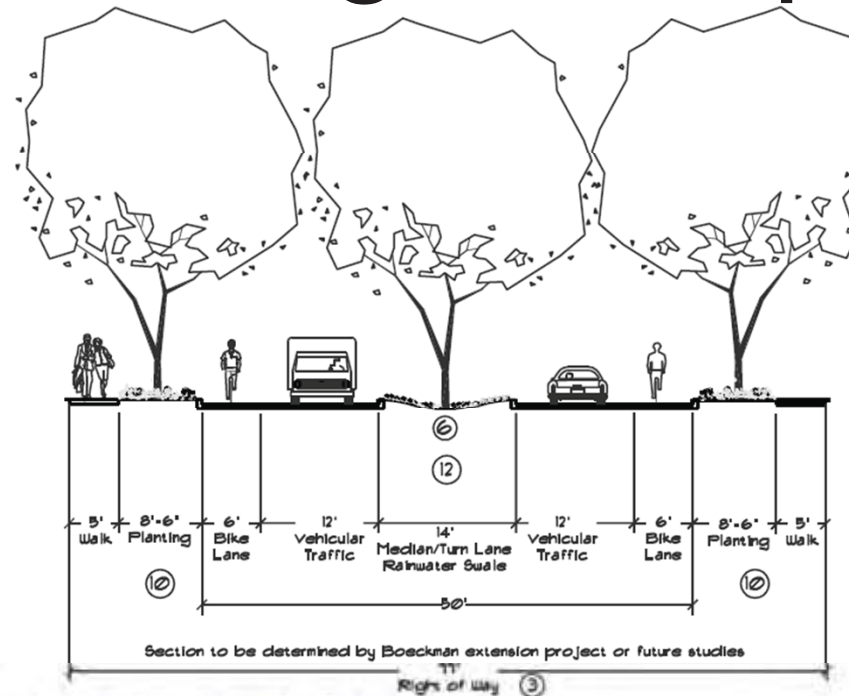 6
12
5' 8'-6" 6' 12' 14' 12' 6' 8'-6" 5'
Walk Planting Bike Lane Vehicular Traffic Median/Turn Lane Rainwater Swale Vehicular Traffic Bike Lane Planting Walk
10 10
50'
Section to be determined by Boeckman extension project or future studies
77'
Right of Way 3